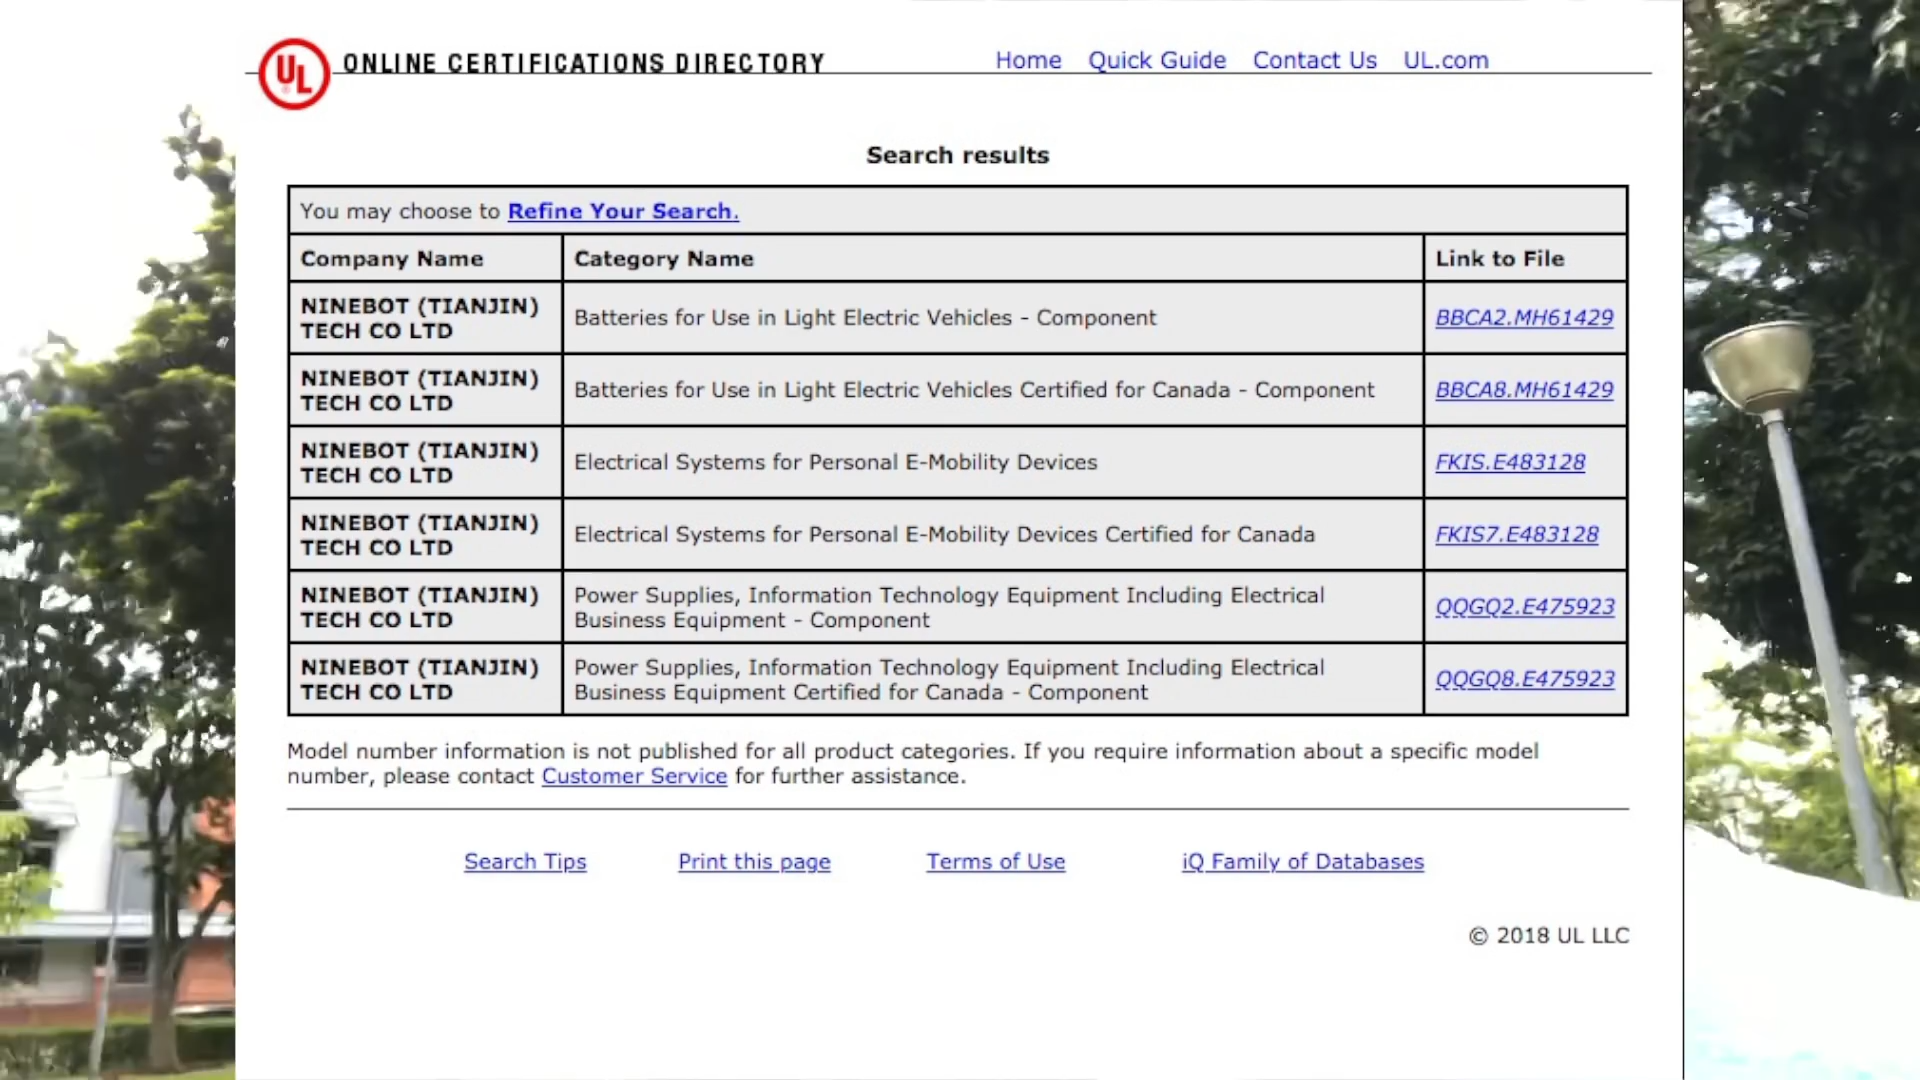 UL
ONLINE CERTIFICATIONS DIRECTORY
Home Quick Guide Contact Us UL.com
Search results
You may choose to Refine Your Search.
Company Name Category Name Link to File
NINEBOT (TIANJIN)
TECH CO LTD
Batteries for Use in Light Electric Vehicles - Component
BBCA2.MH61429
NINEBOT (TIANJIN)
TECH CO LTD
Batteries for Use in Light Electric Vehicles Certified for Canada - Component
BBCA8.MH61429
NINEBOT (TIANJIN)
TECH CO LTD
Electrical Systems for Personal E-Mobility Devices
FKIS.E483128
NINEBOT (TIANJIN)
TECH CO LTD
Electrical Systems for Personal E-Mobility Devices Certified for Canada
FKIS7.E483128
NINEBOT (TIANJIN)
TECH CO LTD
Power Supplies, Information Technology Equipment Including Electrical
Business Equipment - Component
QQGQ2.E475923
NINEBOT (TIANJIN)
TECH CO LTD
Power Supplies, Information Technology Equipment Including Electrical
Business Equipment Certified for Canada - Component
QQGQ8.E475923
Model number information is not published for all product categories. If you require information about a specific model
number, please contact Customer Service for further assistance.
Search Tips Print this page Terms of Use iQ Family of Databases
© 2018 UL LLC